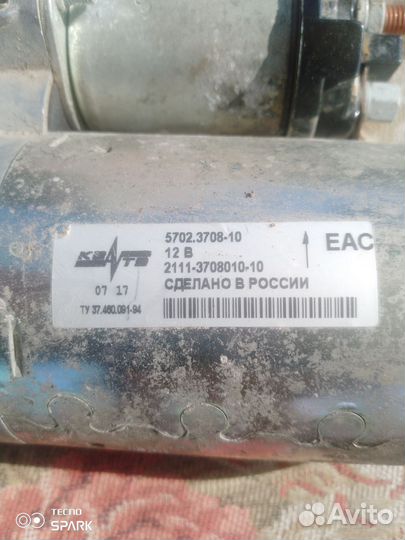 КЗАТЭ
5702.3708-10
12 В
2111-3708010-10
СДЕЛАНО В РОССИИ
EAC
07 17
ТУ 37.460.091-94
TECNO
SPARK
Avito